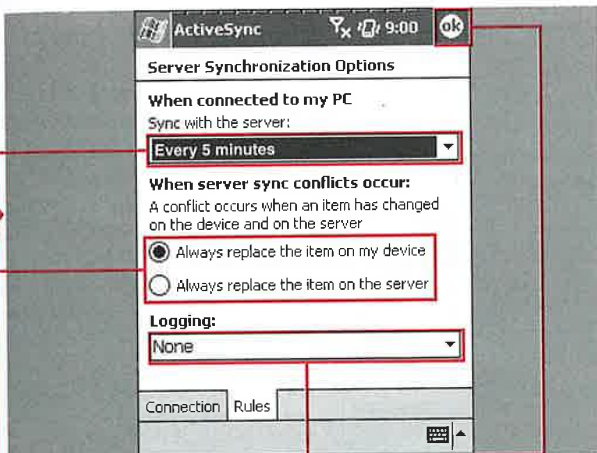 ActiveSync 9:00 ok
Server Synchronization Options
When connected to my PC
Sync with the server:
Every 5 minutes
When server sync conflicts occur:
A conflict occurs when an item has changed
on the device and on the server
Always replace the item on my device
Always replace the item on the server
Logging:
None
Connection Rules